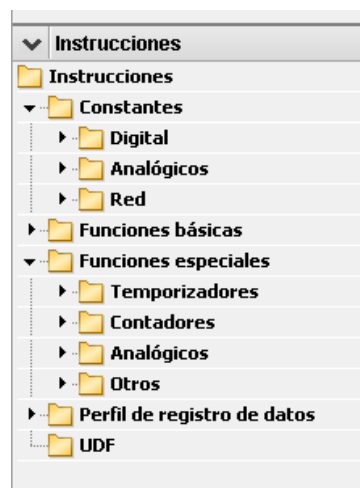 Instrucciones
Instrucciones
Constantes
Digital
Analógicos
Red
Funciones básicas
Funciones especiales
Temporizadores
Contadores
Analógicos
Otros
Perfil de registro de datos
UDF